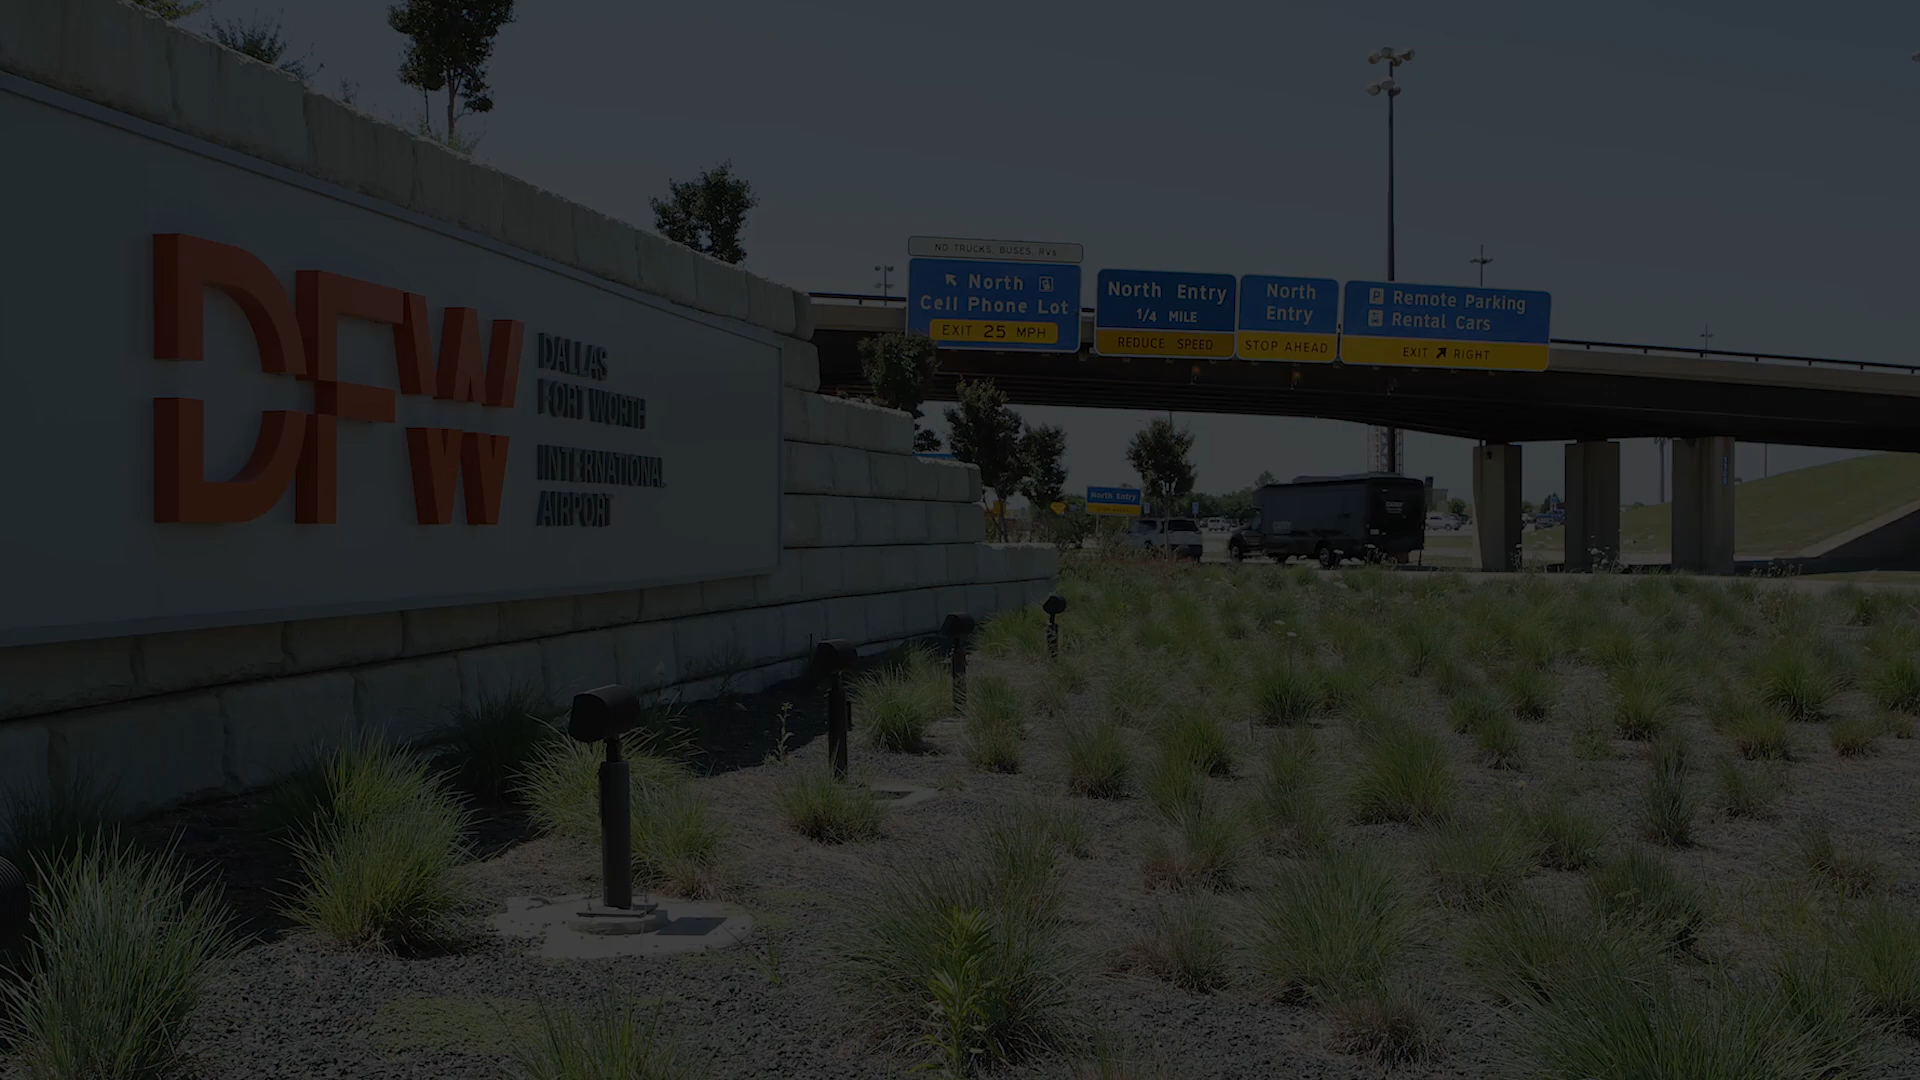 DFW
DALLAS
FORT WORTH
INTERNATIONAL
AIRPORT
NO TRUCKS, BUSES, RVs
North
Cell Phone Lot
EXIT 25 MPH
North Entry
1/4 MILE
REDUCE SPEED
North
Entry
STOP AHEAD
P Remote Parking
Rental Cars
EXIT RIGHT
North Entry